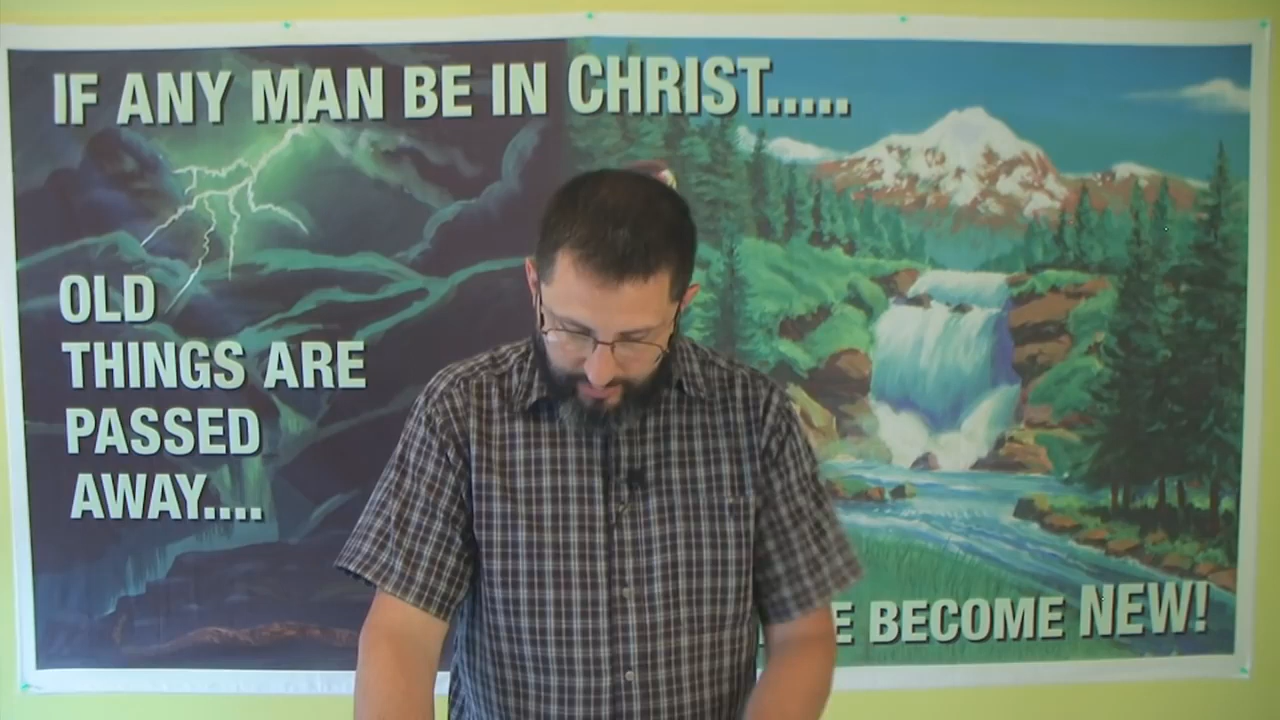 IF ANY MAN BE IN CHRIST.....
OLD
THINGS ARE
PASSED
AWAY....
E BECOME NEW!